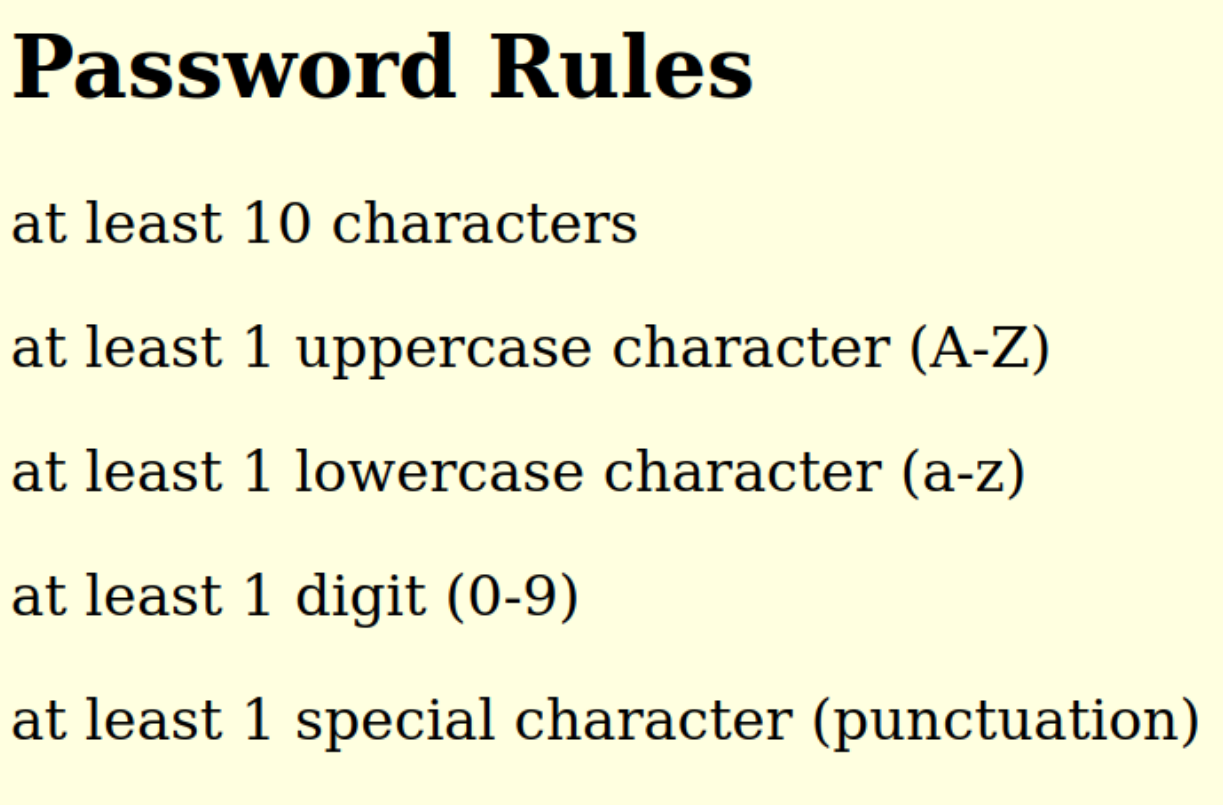 Password Rules
at least 10 characters
at least 1 uppercase character (A-Z)
at least 1 lowercase character (a-z)
at least 1 digit (0-9)
at least 1 special character (punctuation)